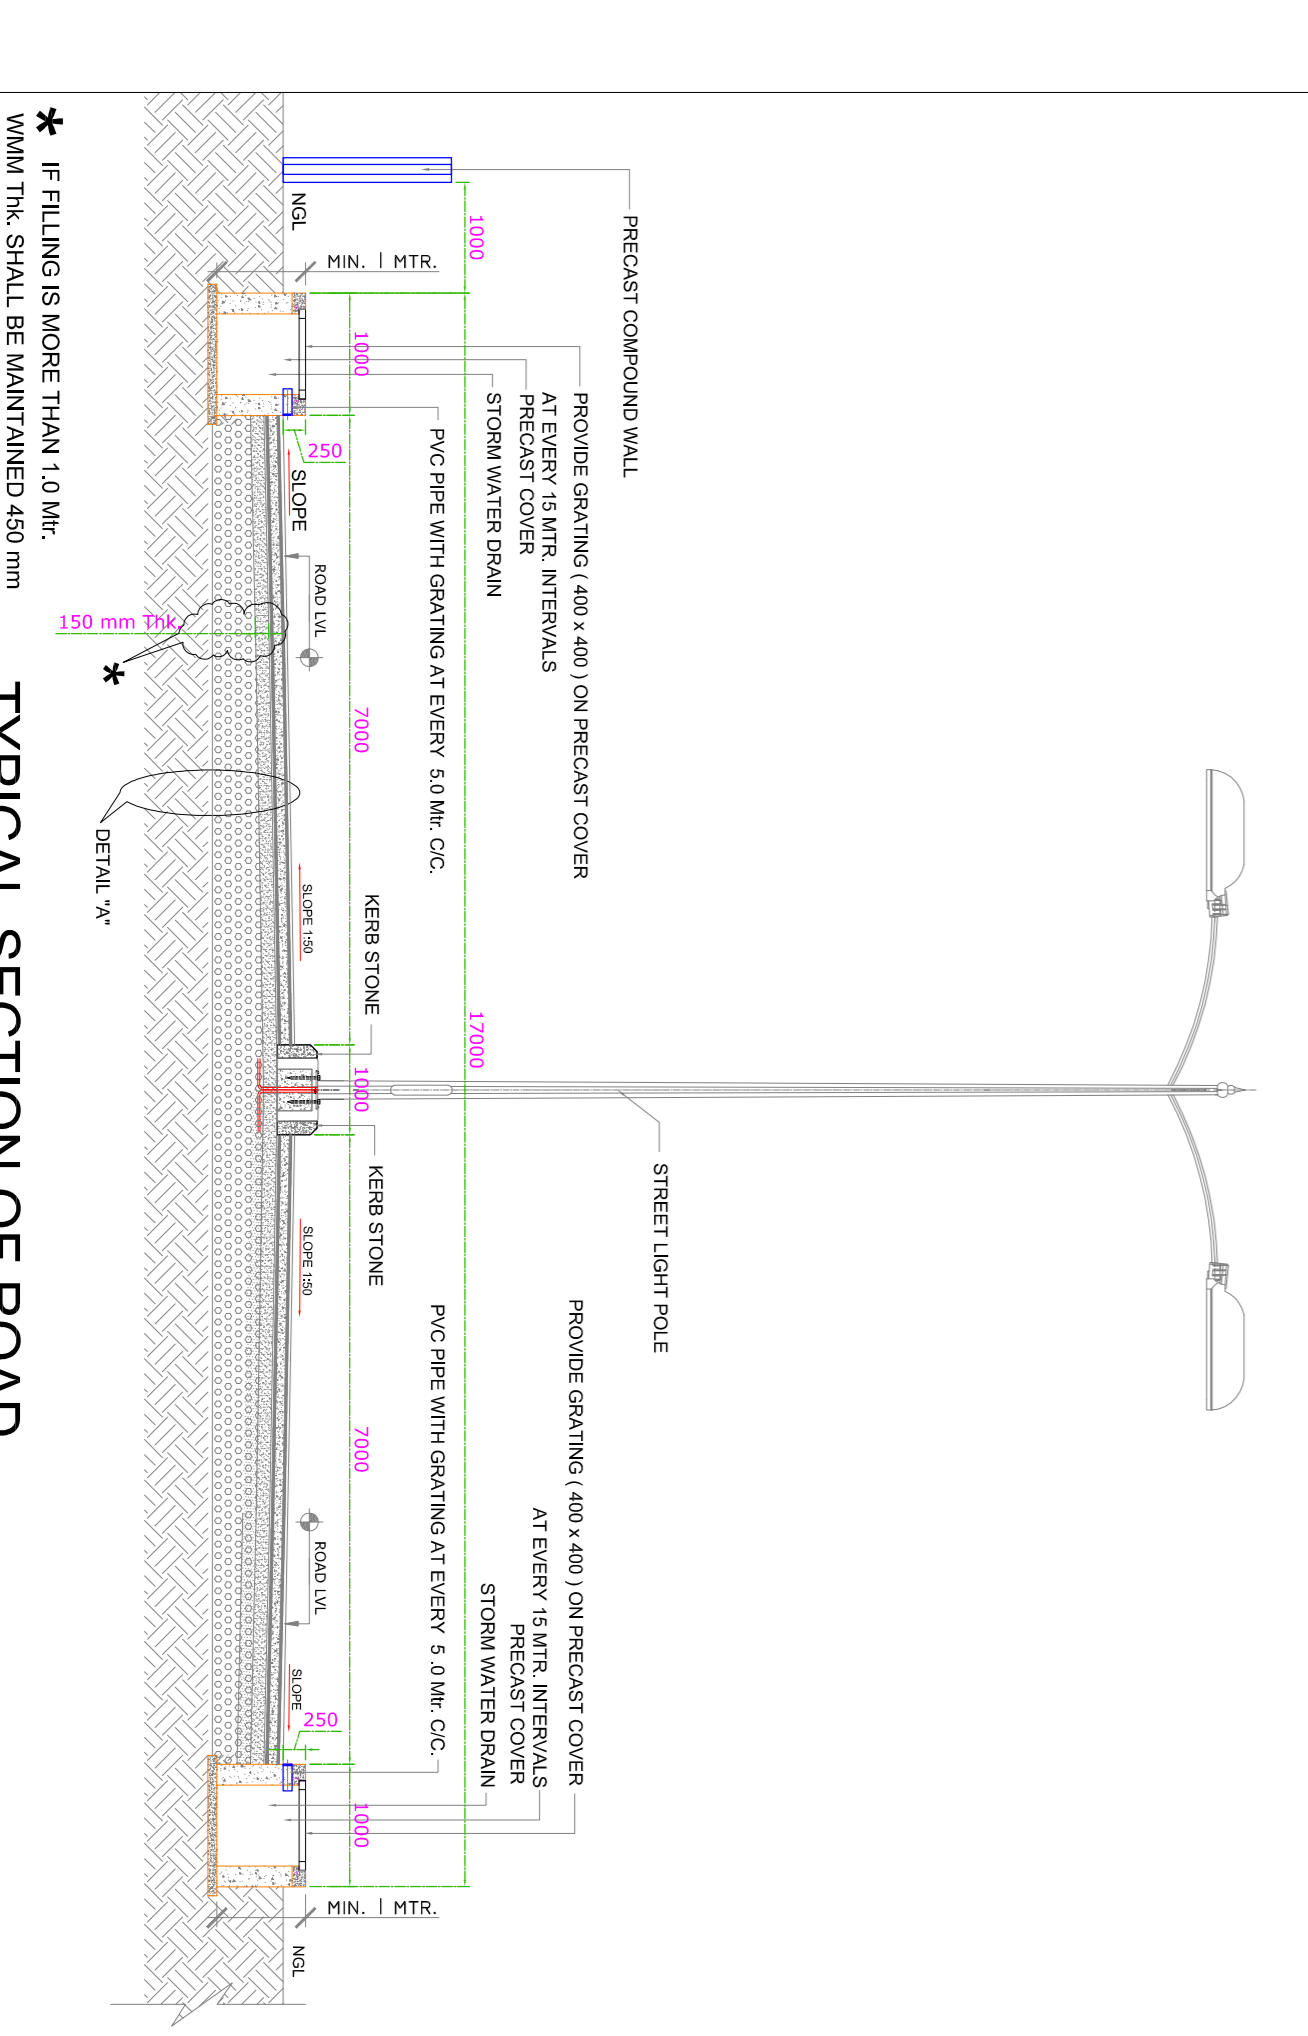 PRECAST COMPOUND WALL
NGL
1000
MIN. 1 MTR.
1000
PROVIDE GRATING ( 400 x 400 ) ON PRECAST COVER
AT EVERY 15 MTR. INTERVALS
PRECAST COVER
STORM WATER DRAIN
PVC PIPE WITH GRATING AT EVERY 5.0 Mtr. C/C.
250
SLOPE
ROAD LVL
7000
SLOPE 1:50
KERB STONE
17000
1000
STREET LIGHT POLE
KERB STONE
SLOPE 1:50
7000
PROVIDE GRATING ( 400 x 400 ) ON PRECAST COVER
AT EVERY 15 MTR. INTERVALS
PRECAST COVER
STORM WATER DRAIN
PVC PIPE WITH GRATING AT EVERY 5 .0 Mtr. C/C.
ROAD LVL
SLOPE
250
1000
MIN. 1 MTR.
NGL
150 mm Thk.
*
DETAIL "A"
* IF FILLING IS MORE THAN 1.0 Mtr.
WMM Thk. SHALL BE MAINTAINED 450 mm
TYPICAL SECTION OF ROAD